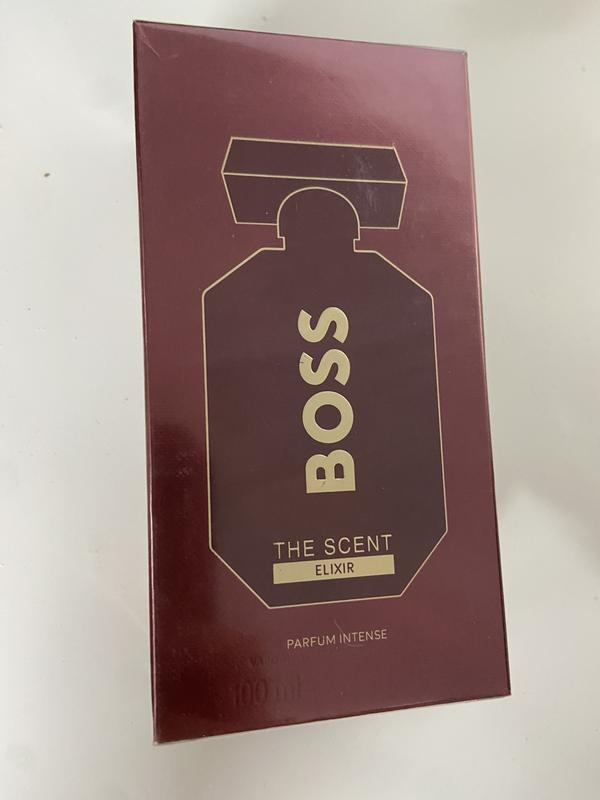 BOSS
THE SCENT
ELIXIR
PARFUM INTENSE
100 ml